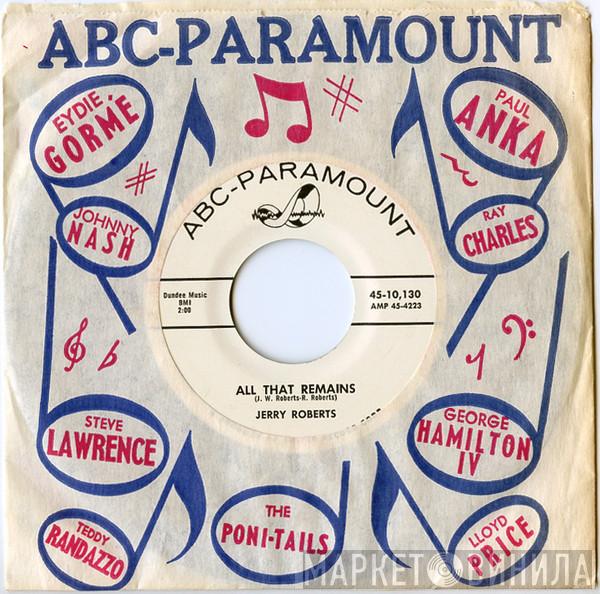 ABC-PARAMOUNT
EYDIE
GORMÉ
PAUL
ANKA
JOHNNY
NASH
RAY
CHARLES
ABC-PARAMOUNT
Dundee Music
BMI
2:00
45-10,130
AMP 45-4223
ALL THAT REMAINS
(J. W. Roberts-R. Roberts)
JERRY ROBERTS
STEVE
LAWRENCE
GEORGE
HAMILTON
IV
TEDDY
RANDAZZO
THE
PONI-TAILS
LLOYD
PRICE
МАРКЕТ ВИНИЛА